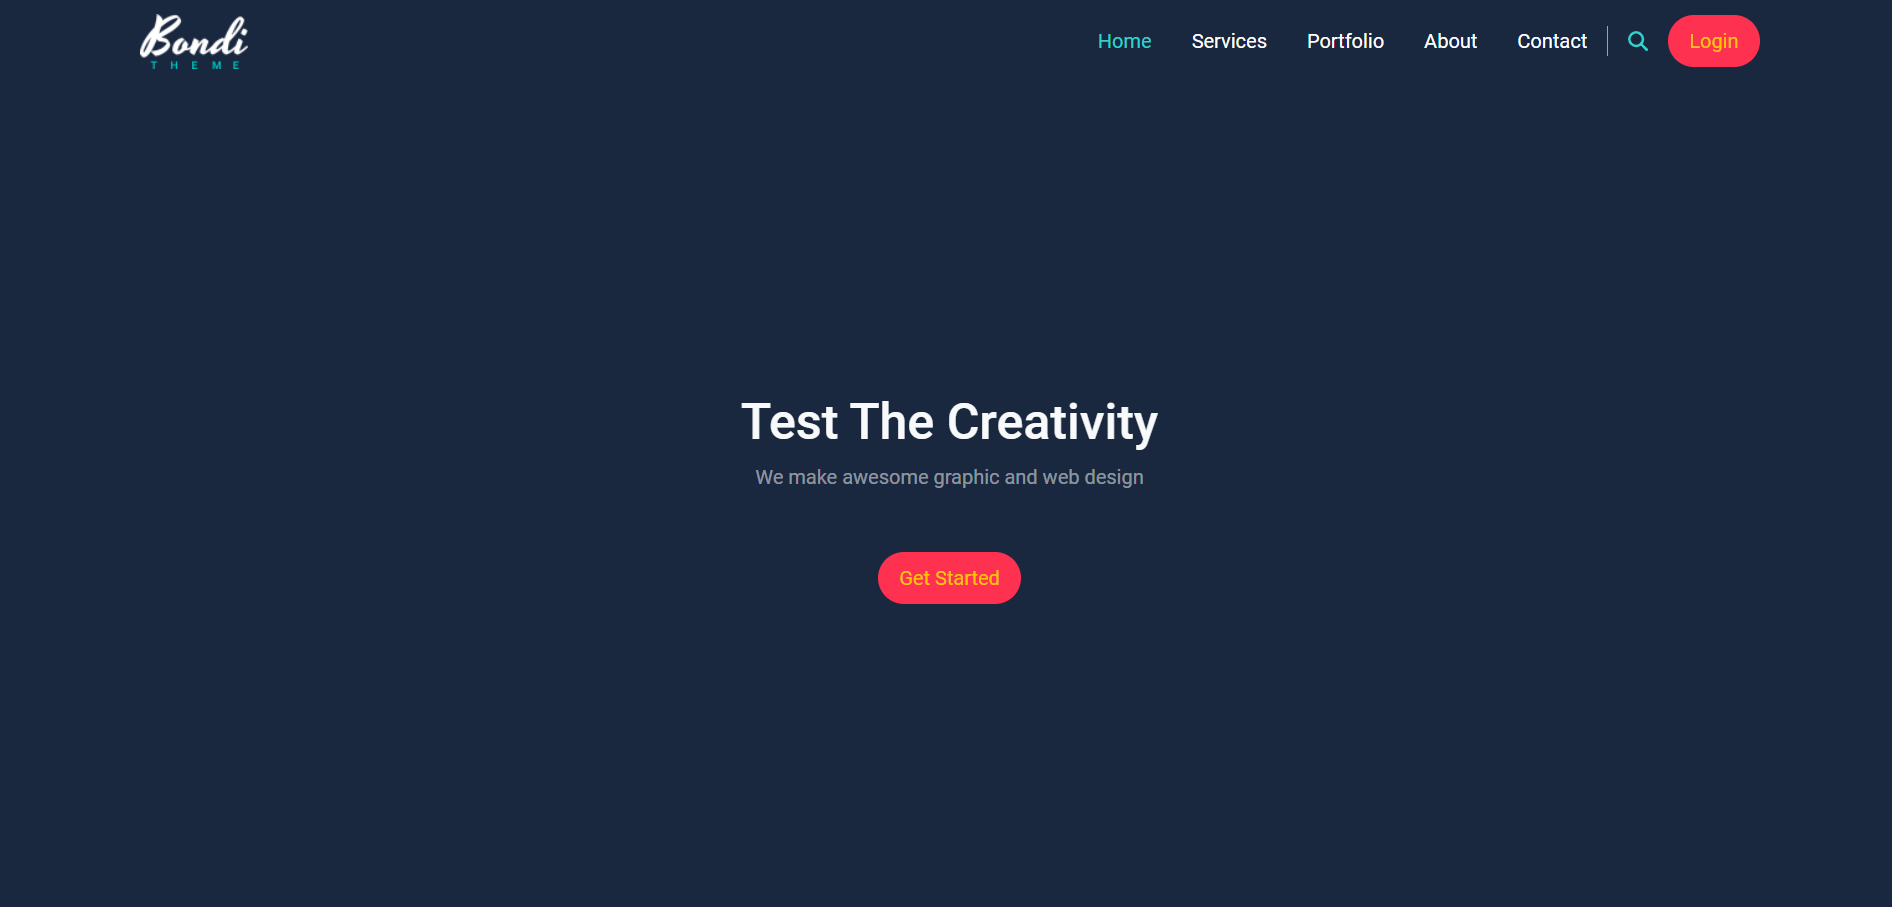 Bondi
THEME
Home Services Portfolio About Contact Login
Test The Creativity
We make awesome graphic and web design
Get Started